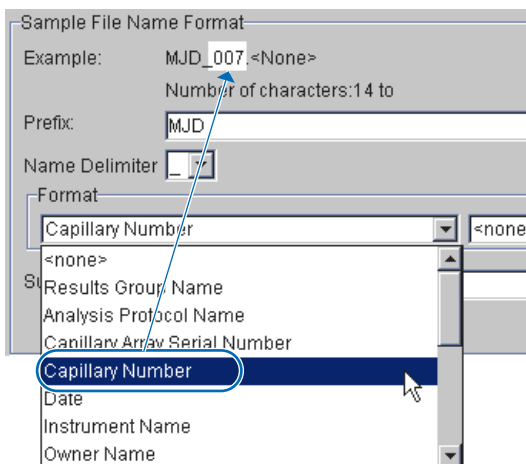 Sample File Name Format
Example: MJD_007.<None>
Number of characters:14 to
Prefix: MJD
Name Delimiter _
Format
Capillary Number <none
<none>
Results Group Name
Analysis Protocol Name
Capillary Array Serial Number
Capillary Number
Date
Instrument Name
Owner Name